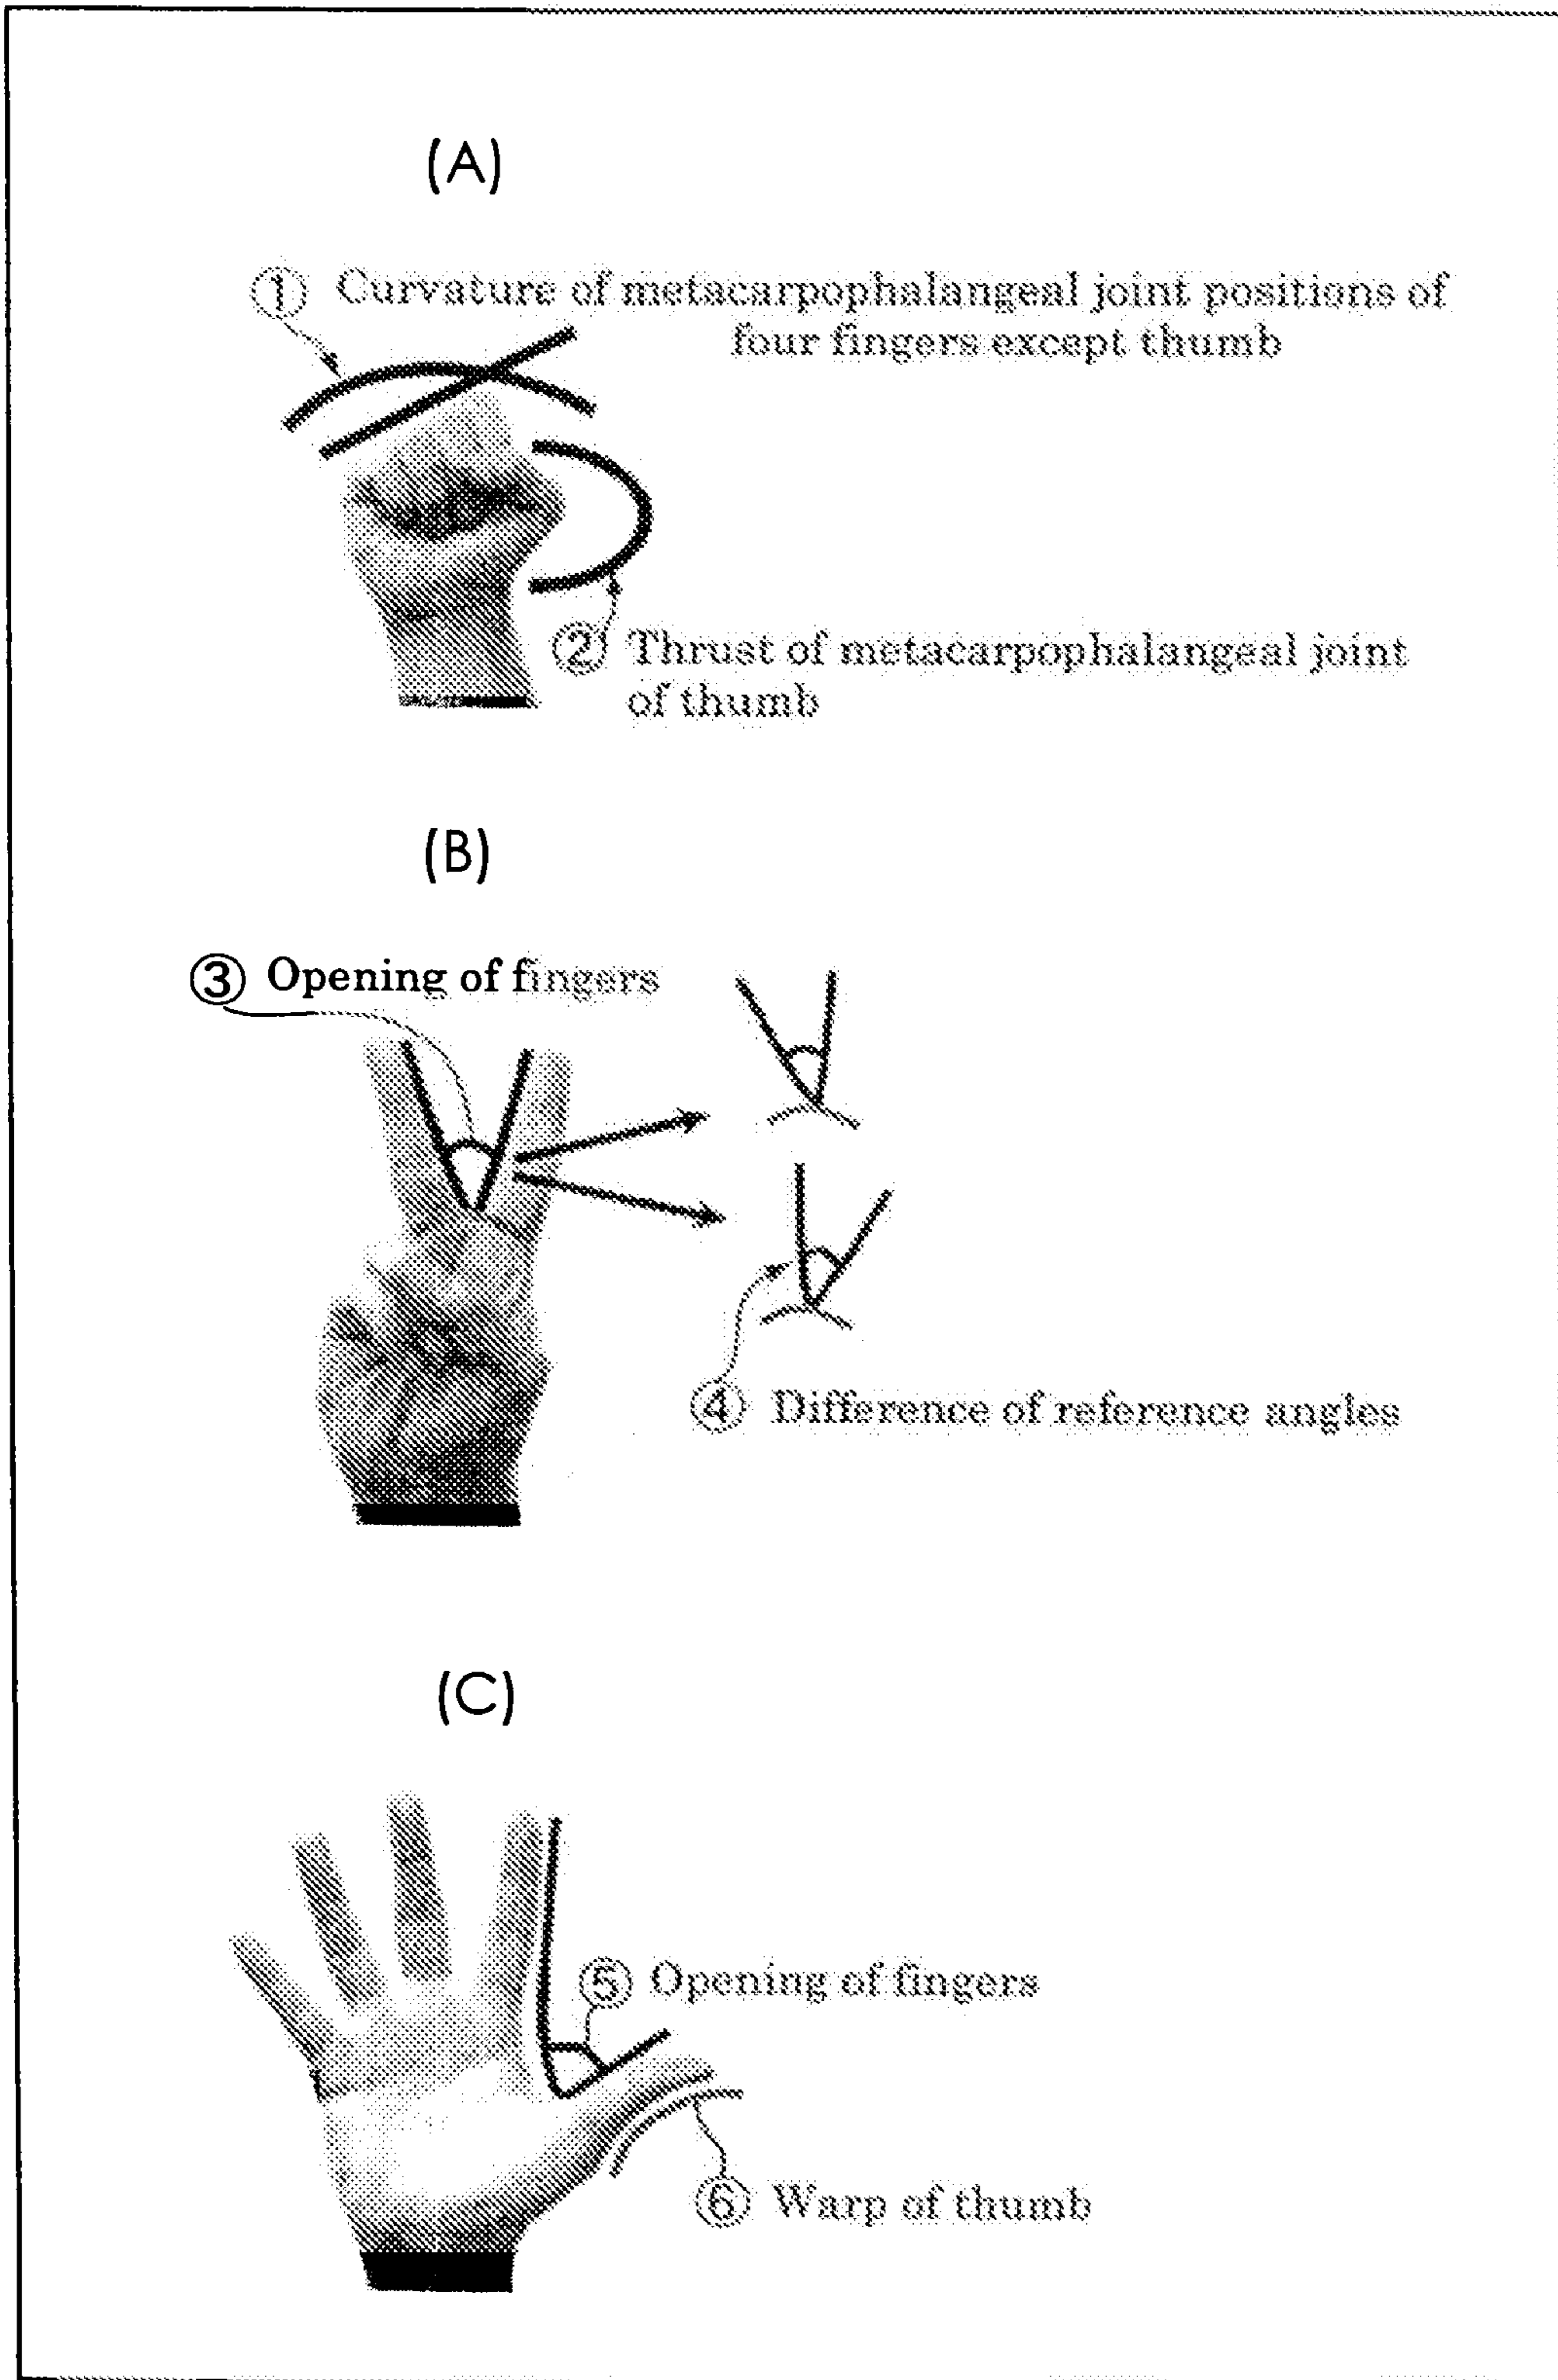 (A)
① Curvature of metacarpophalangeal joint positions of
four fingers except thumb
② Thrust of metacarpophalangeal joint
of thumb
(B)
③ Opening of fingers
④ Difference of reference angles
(C)
⑤ Opening of fingers
⑥ Warp of thumb